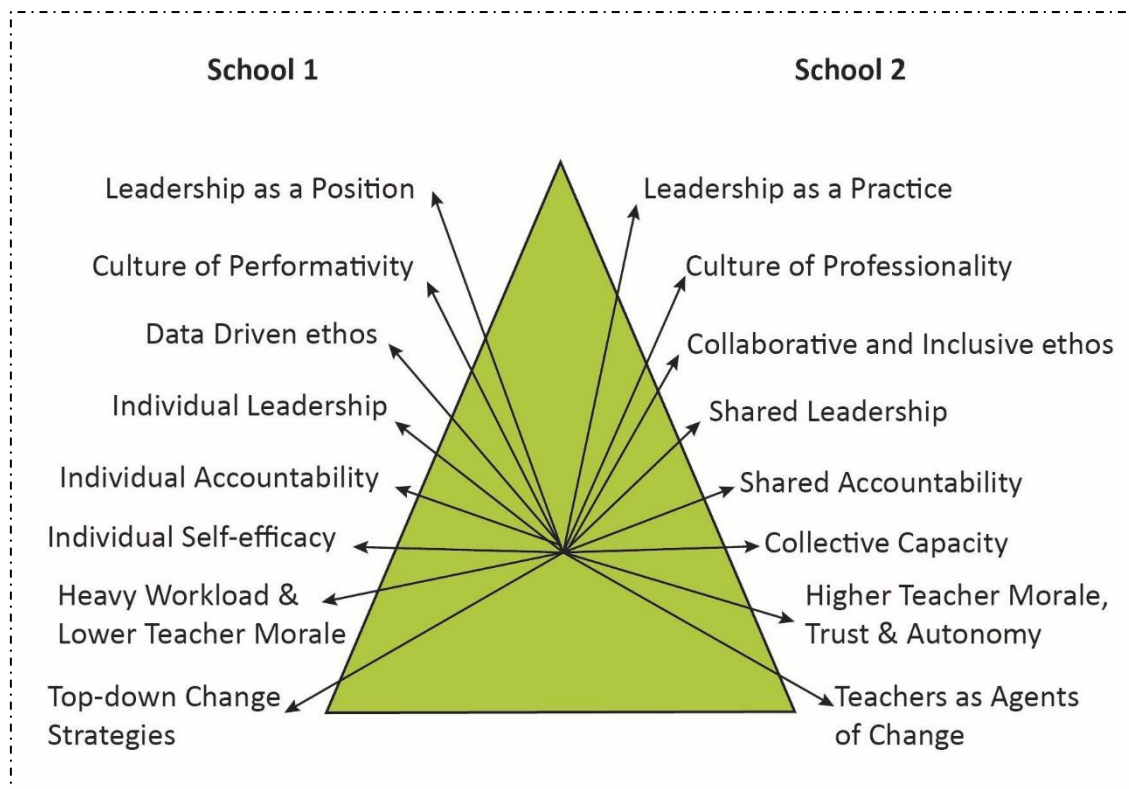 School 1
School 2
Leadership as a Position
Leadership as a Practice
Culture of Performativity
Culture of Professionality
Data Driven ethos
Collaborative and Inclusive ethos
Individual Leadership
Shared Leadership
Individual Accountability
Shared Accountability
Individual Self-efficacy
Collective Capacity
Heavy Workload &
Lower Teacher Morale
Higher Teacher Morale,
Trust & Autonomy
Top-down Change
Strategies
Teachers as Agents
of Change